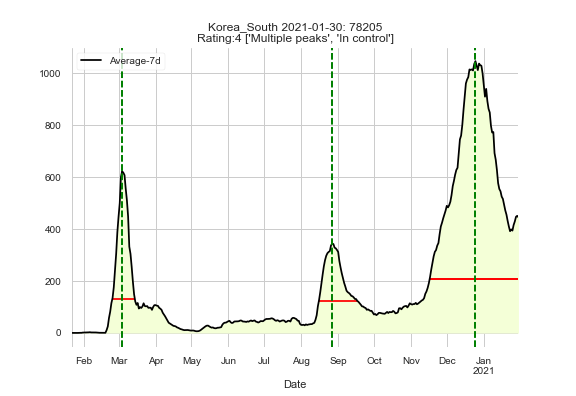 Korea_South 2021-01-30: 78205
Rating:4 ['Multiple peaks', 'In control']
Average-7d
1000
800
600
400
200
0
Feb Mar Apr May Jun Jul Aug Sep Oct Nov Dec Jan
2021
Date